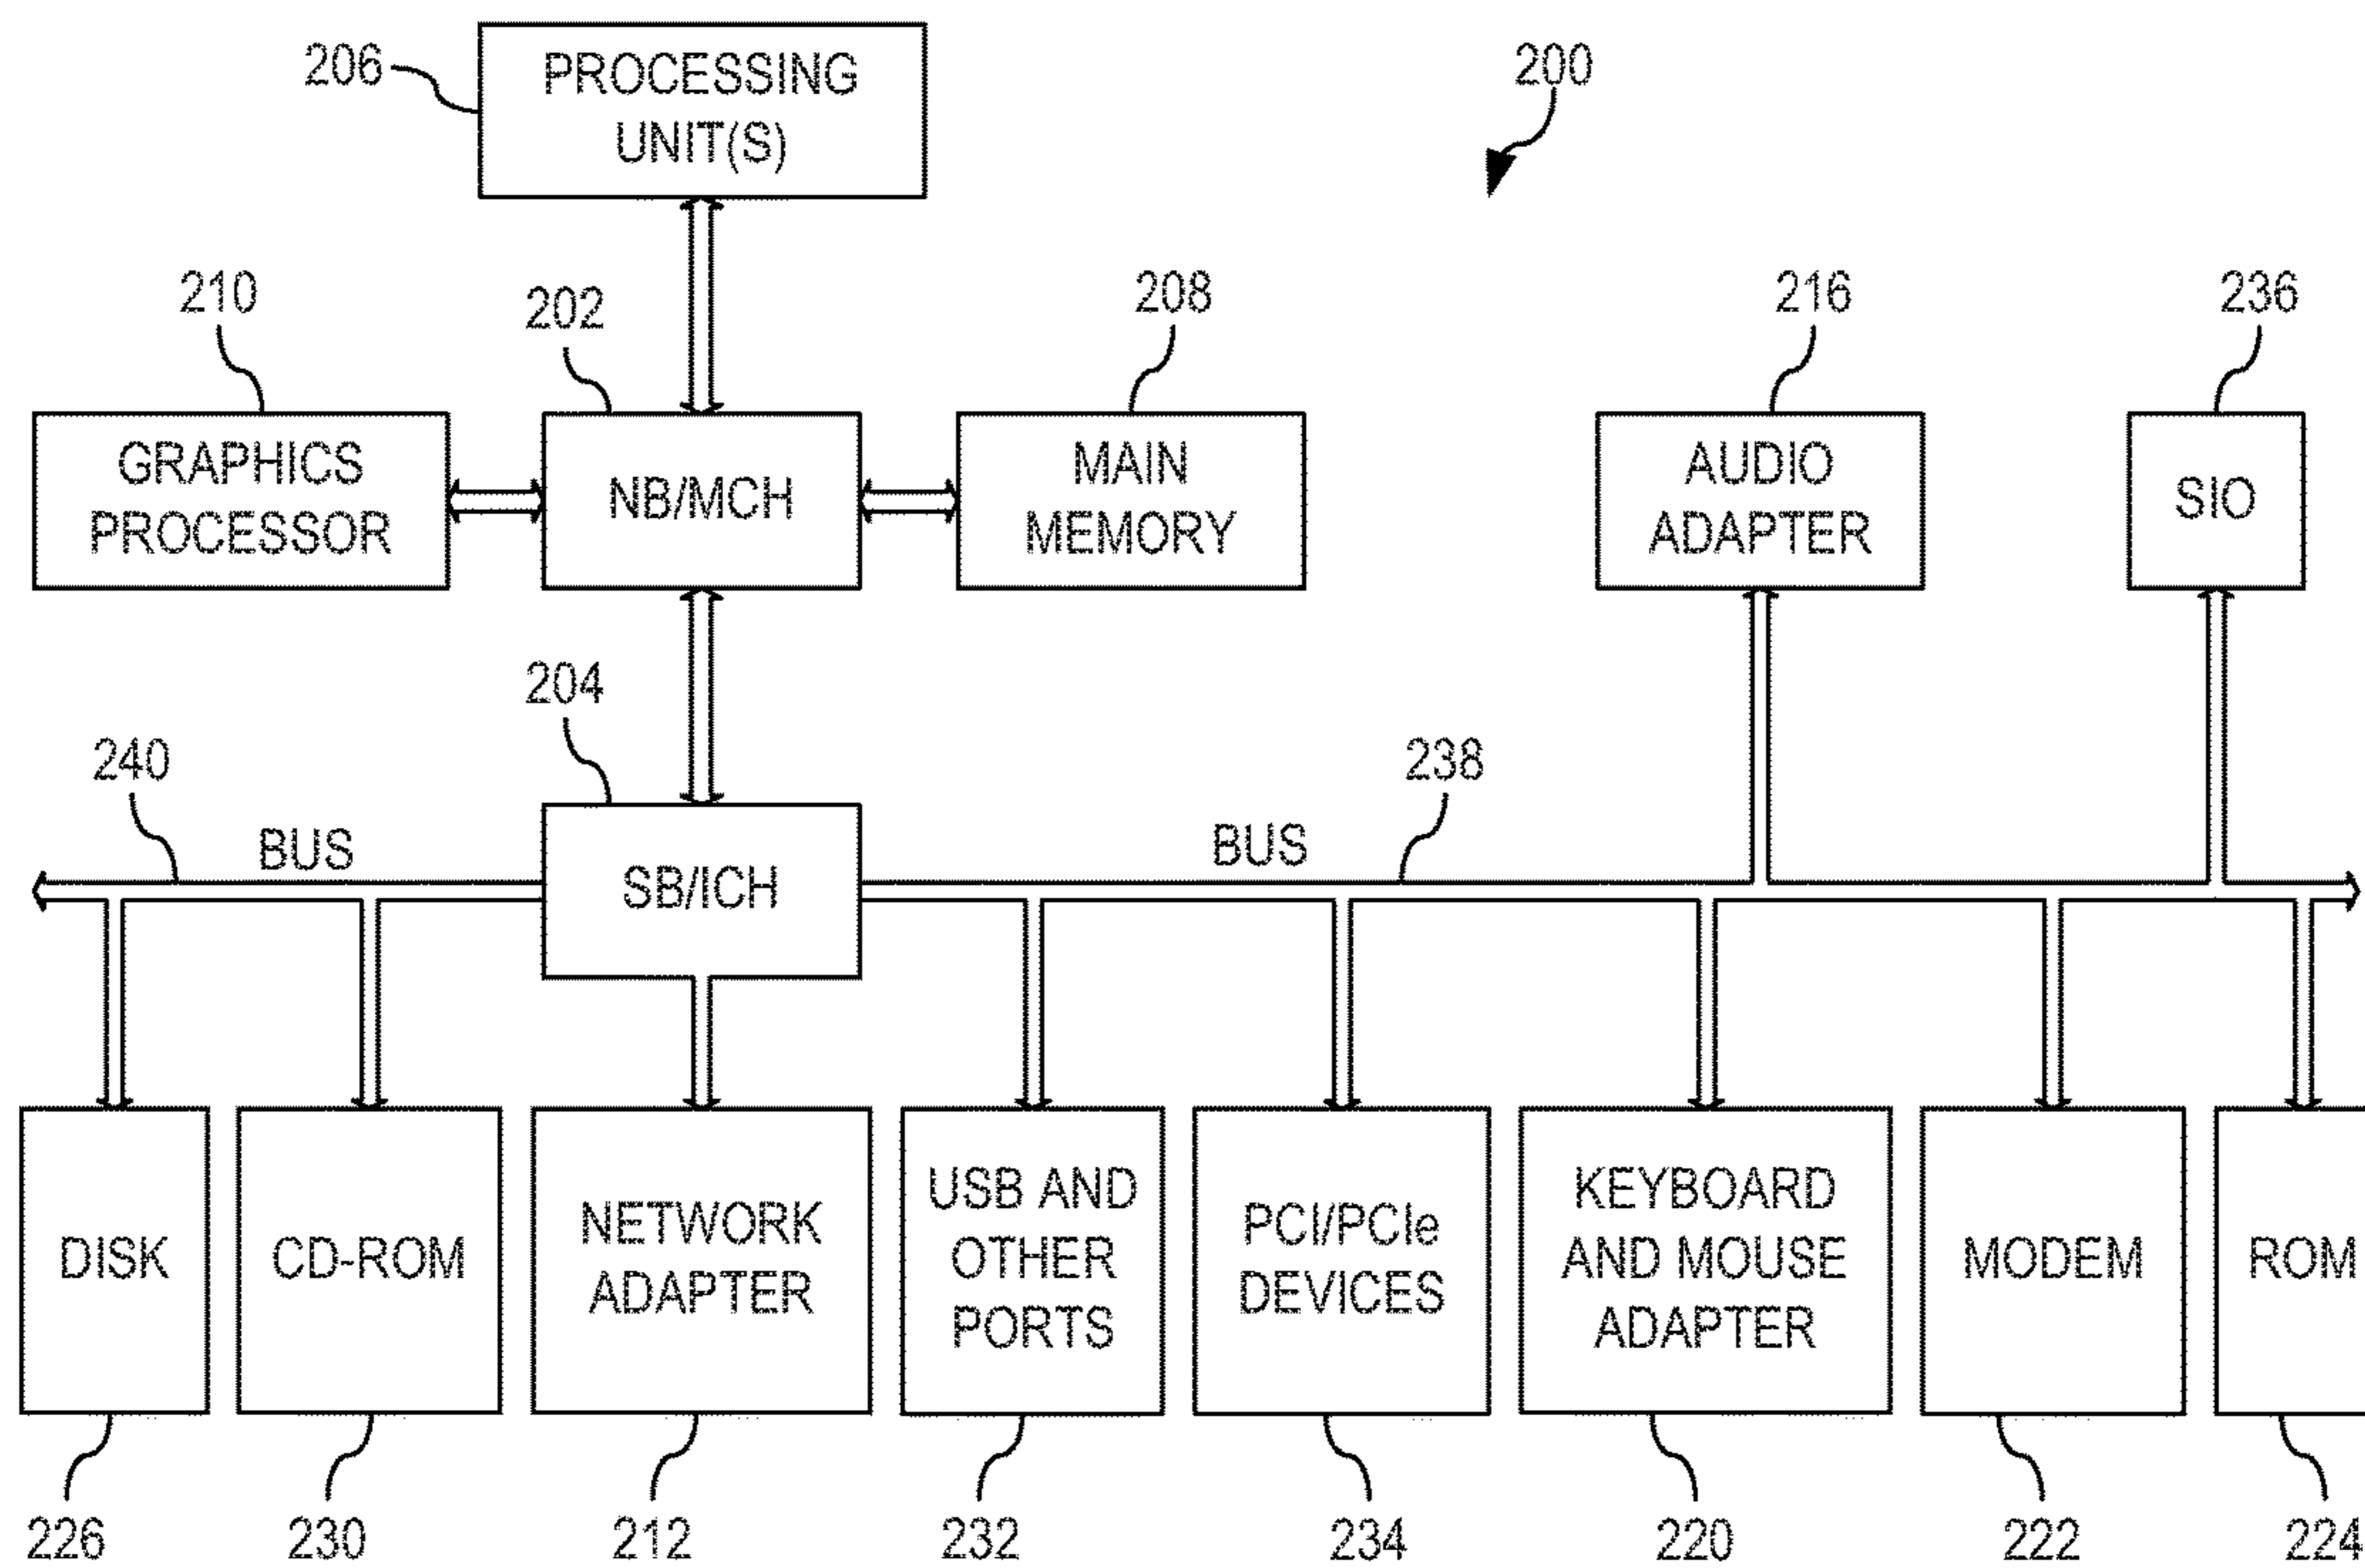 206
PROCESSING
UNIT(S)
200
210
202
208
216
236
GRAPHICS
PROCESSOR
NB/MCH
MAIN
MEMORY
AUDIO
ADAPTER
SIO
204
240
238
BUS
BUS
SB/ICH
DISK
CD-ROM
NETWORK
ADAPTER
USB AND
OTHER
PORTS
PCI/PCIe
DEVICES
KEYBOARD
AND MOUSE
ADAPTER
MODEM
ROM
226
230
212
232
234
220
222
224